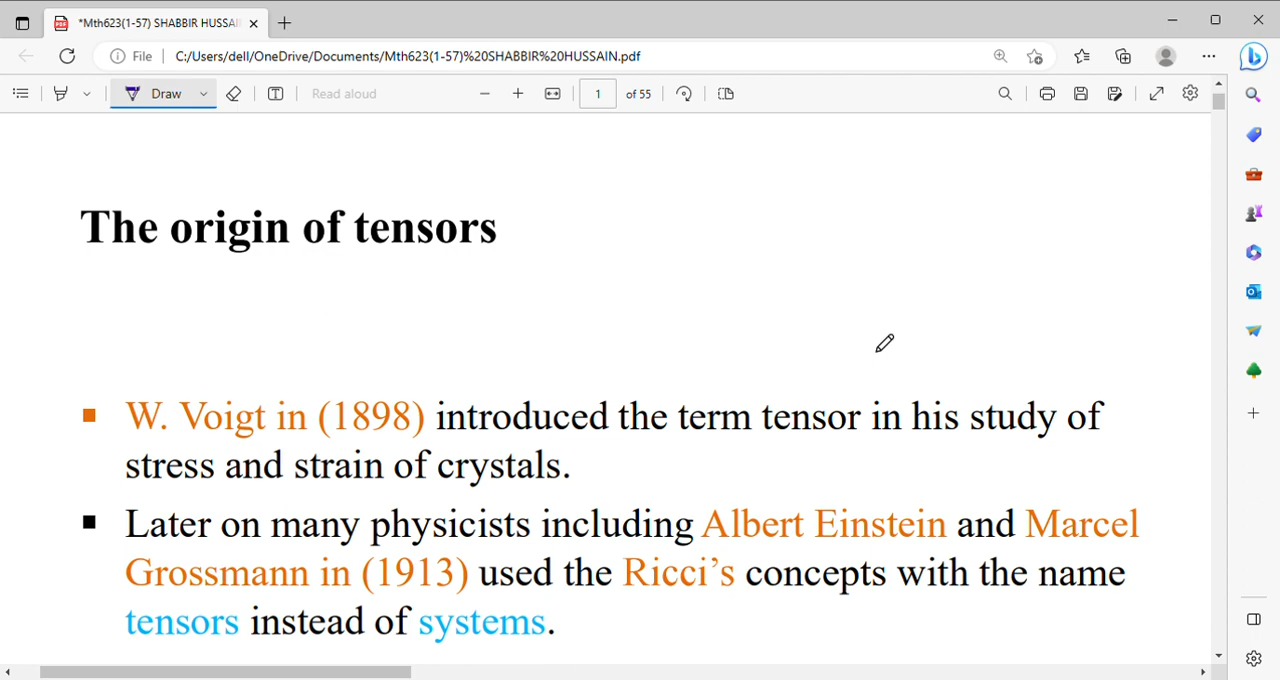 *Mth623(1-57) SHABBIR HUSSAI
File C:/Users/dell/OneDrive/Documents/Mth623(1-57)%20SHABBIR%20HUSSAIN.pdf
Draw Read aloud 1 of 55
The origin of tensors
W. Voigt in (1898) introduced the term tensor in his study of
stress and strain of crystals.
Later on many physicists including Albert Einstein and Marcel
Grossmann in (1913) used the Ricci’s concepts with the name
tensors instead of systems.